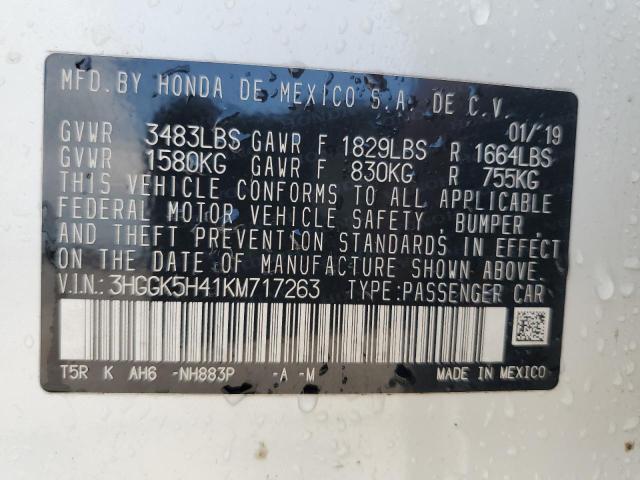 MFD. BY HONDA DE MEXICO S.A. DE C.V.
01/'19
GVWR 3483LBS GAWR F 1829LBS R 1664LBS
GVWR 1580KG GAWR F 830KG R 755KG
THIS VEHICLE CONFORMS TO ALL APPLICABLE
FEDERAL MOTOR VEHICLE SAFETY, BUMPER,
AND THEFT PREVENTION STANDARDS IN EFFECT
ON THE DATE OF MANUFACTURE SHOWN ABOVE.
V.I.N.: 3HGGK5H41KM717263 TYPE:PASSENGER CAR
T5R K AH6 -NH883P -A -M MADE IN MEXICO